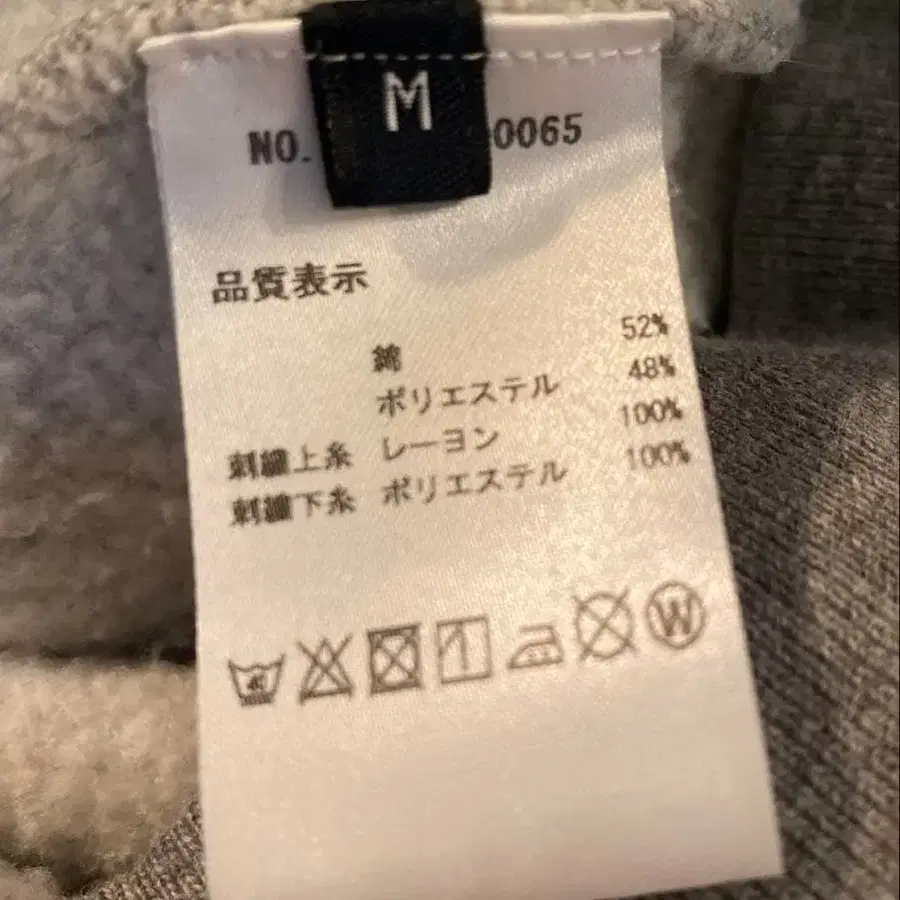 M
NO. 0065
品質表示
綿 52%
ポリエステル 48%
刺繍上糸 レーヨン 100%
刺繍下糸 ポリエステル 100%
W